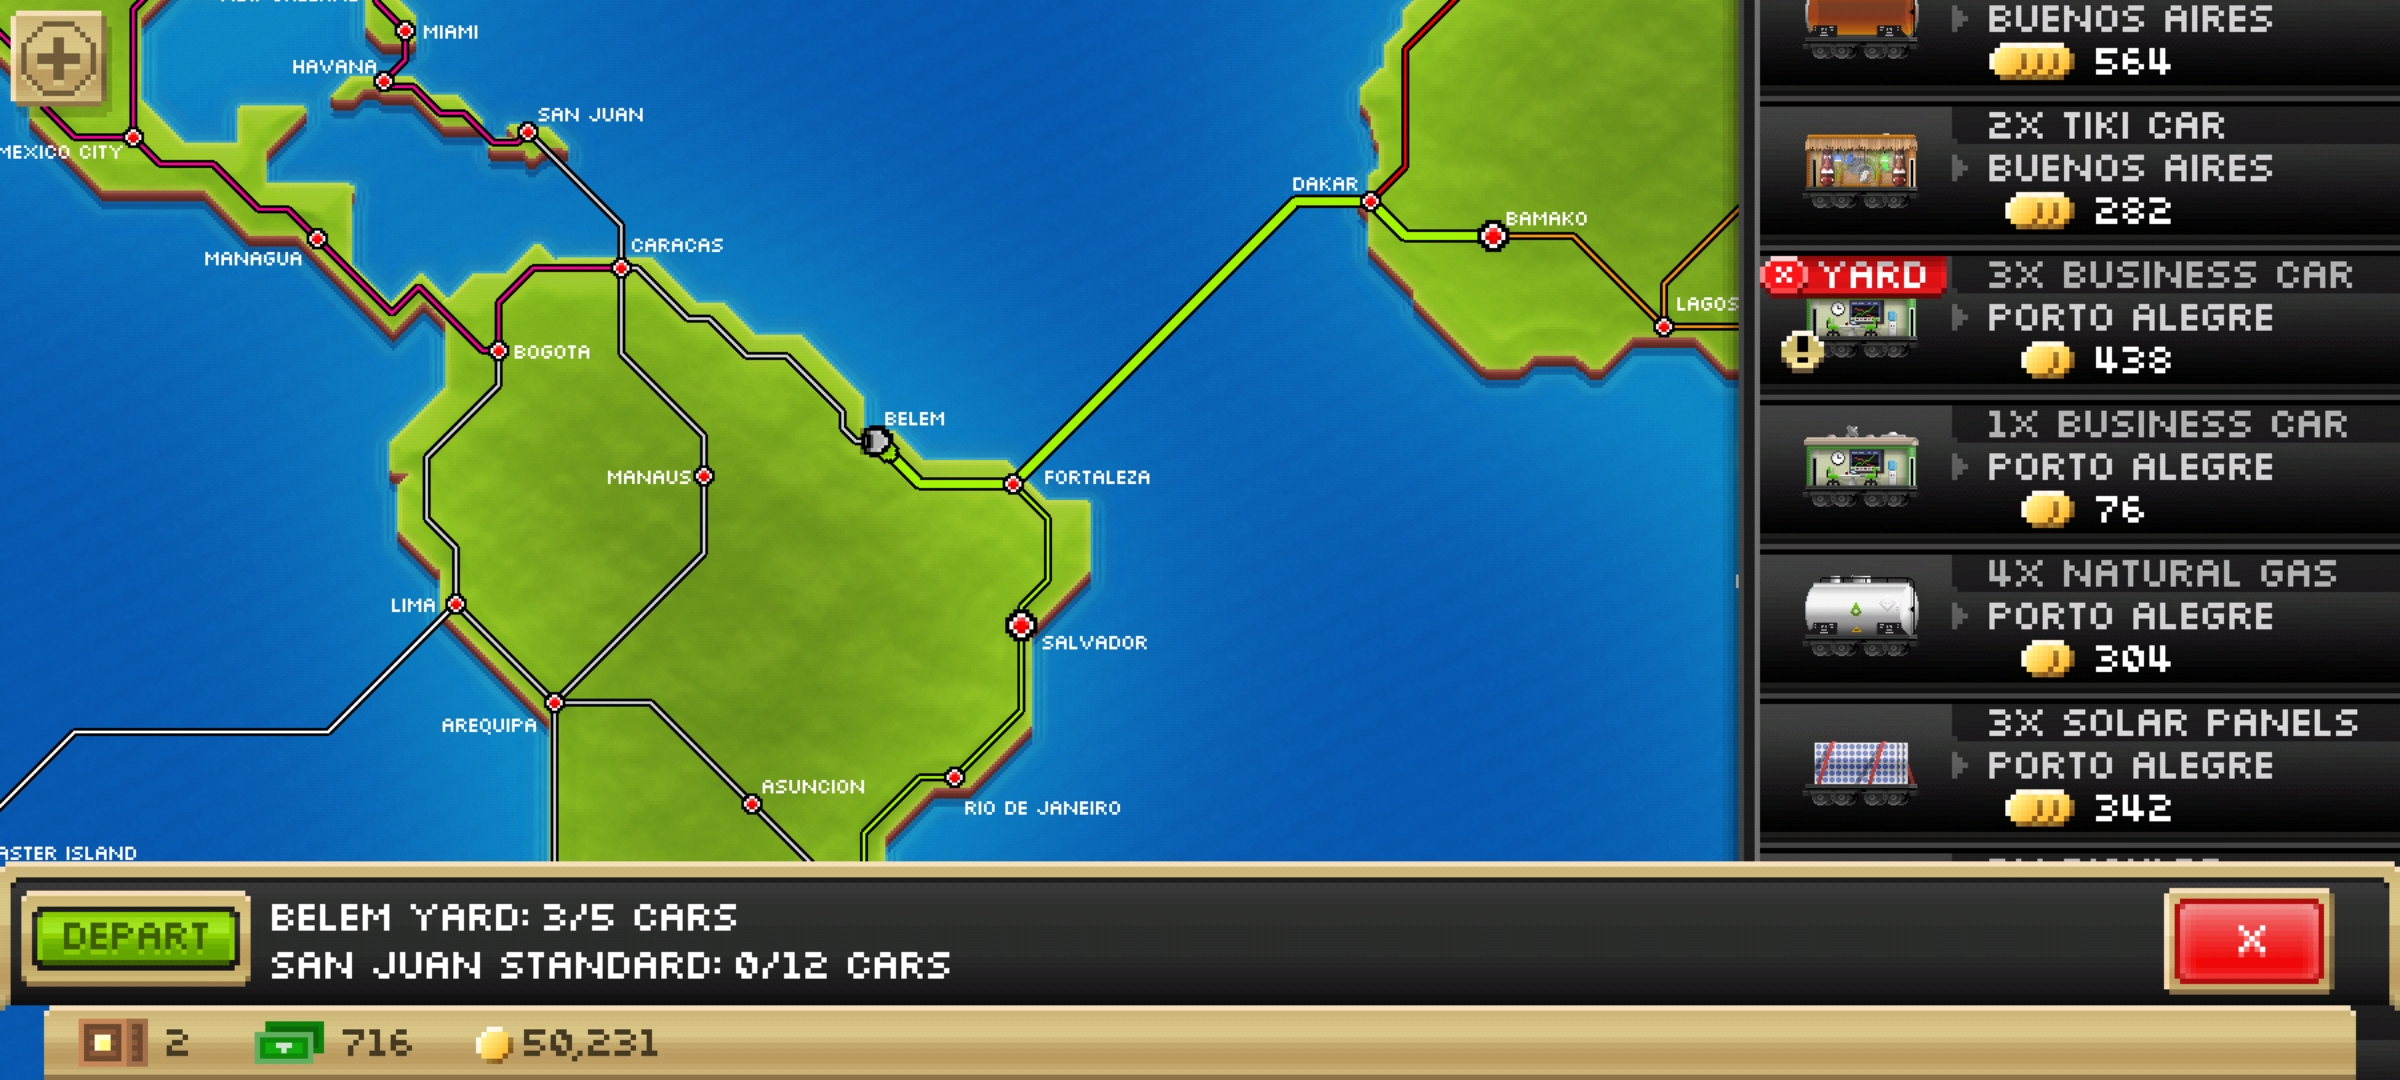 MIAMI
HAVANA
SAN JUAN
MEXICO CITY
MANAGUA
CARACAS
BOGOTA
BELEM
MANAUS
FORTALEZA
LIMA
SALVADOR
AREQUIPA
ASUNCION
RIO DE JANEIRO
ASTER ISLAND
DAKAR
BAMAKO
LAGOS
BUENOS AIRES
564
2X TIKI CAR
BUENOS AIRES
282
X YARD
3X BUSINESS CAR
PORTO ALEGRE
!
438
1X BUSINESS CAR
PORTO ALEGRE
76
4X NATURAL GAS
PORTO ALEGRE
304
3X SOLAR PANELS
PORTO ALEGRE
342
DEPART
BELEM YARD: 3/5 CARS
SAN JUAN STANDARD: 0/12 CARS
X
2
716
50,231